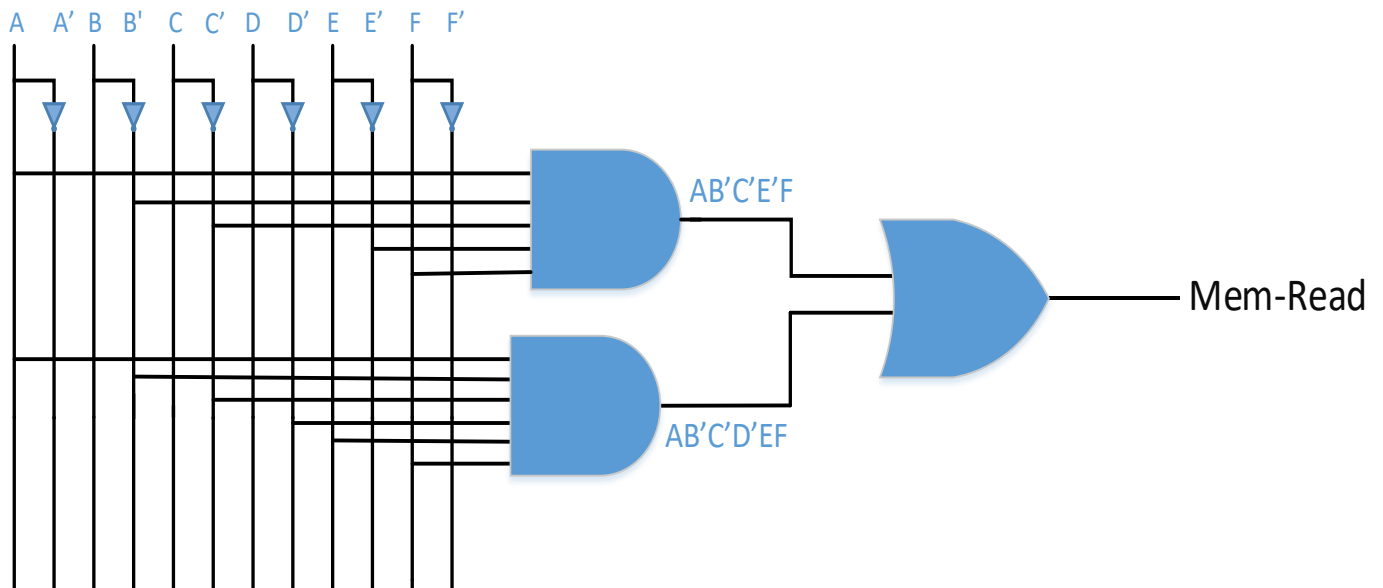 A A’ B B' C C’ D D’ E E’ F F’
AB’C’E’F
Mem-Read
AB’C’D’EF